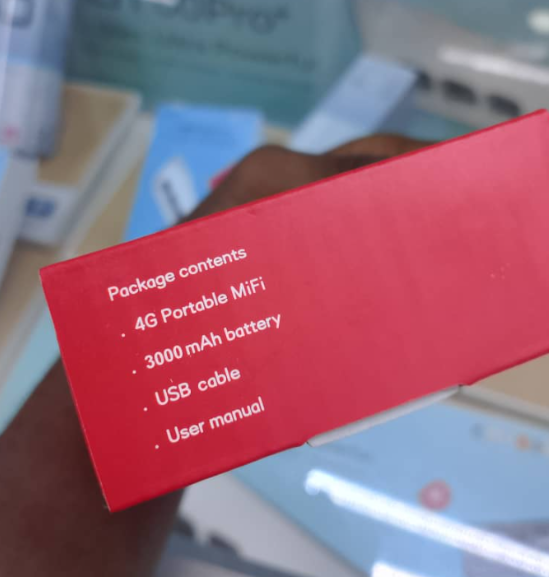 Package contents
. 4G Portable MiFi
. 3000 mAh battery
. USB cable
. User manual